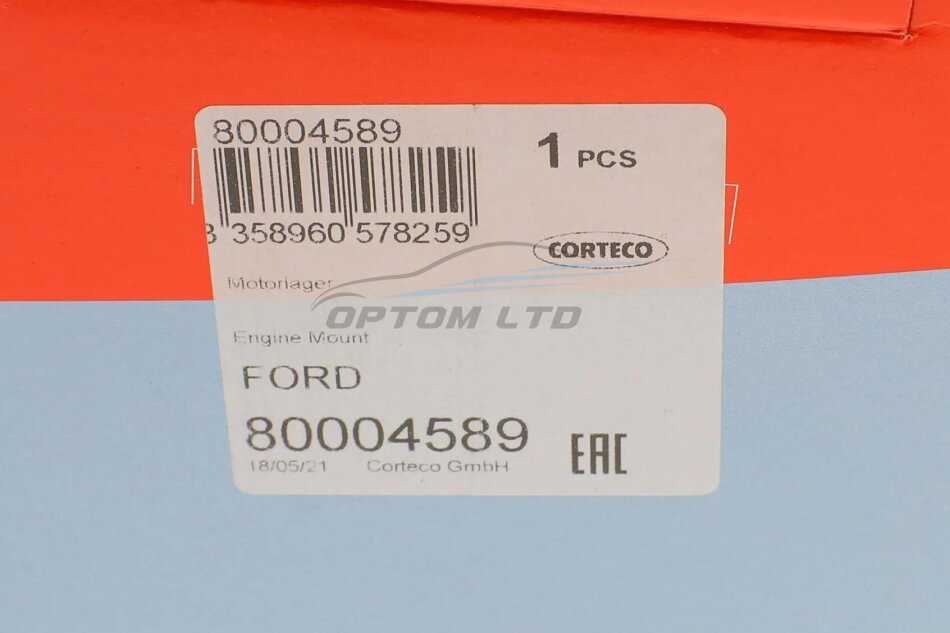 80004589
1 PCS
3 358960 578259
CORTECO
Motorlager
OPTOM LTD
Engine Mount
FORD
80004589
EAC
18/05/21 Corteco GmbH